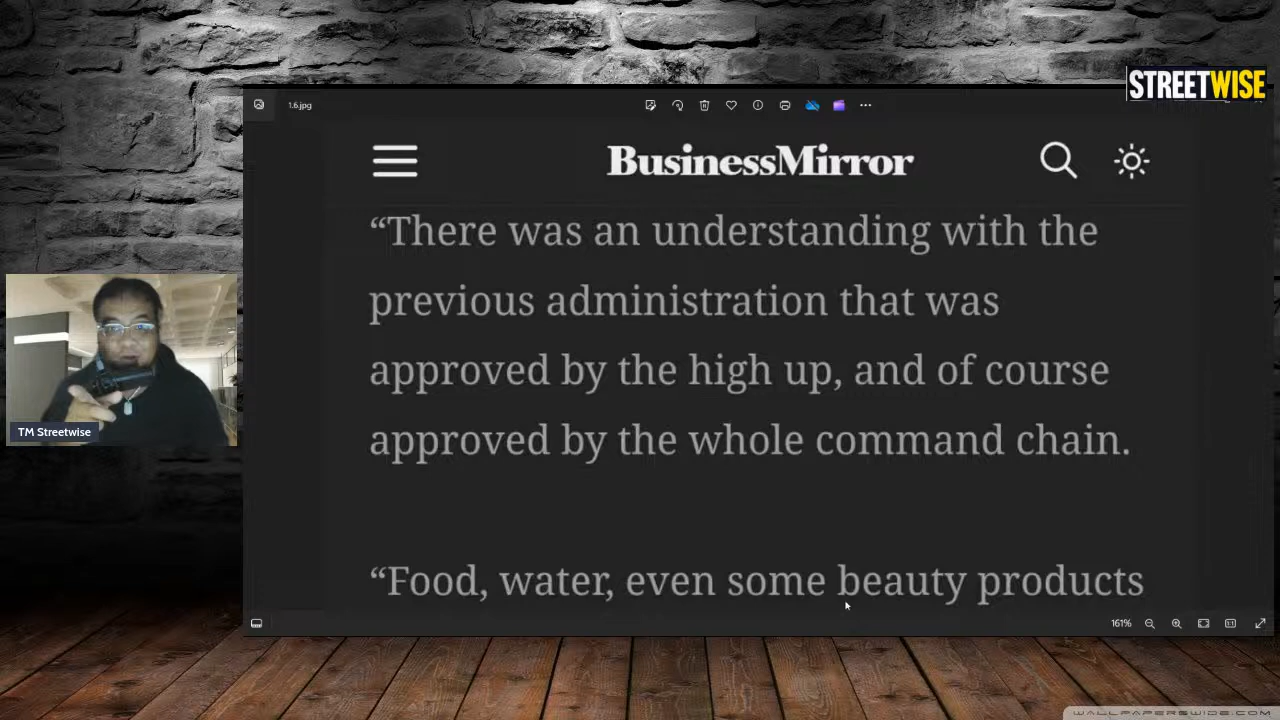 STREETWISE
1.6.jpg
BusinessMirror
“There was an understanding with the
previous administration that was
approved by the high up, and of course
approved by the whole command chain.
“Food, water, even some beauty products
TM Streetwise
161%
WALLPAPERSWIDE.COM